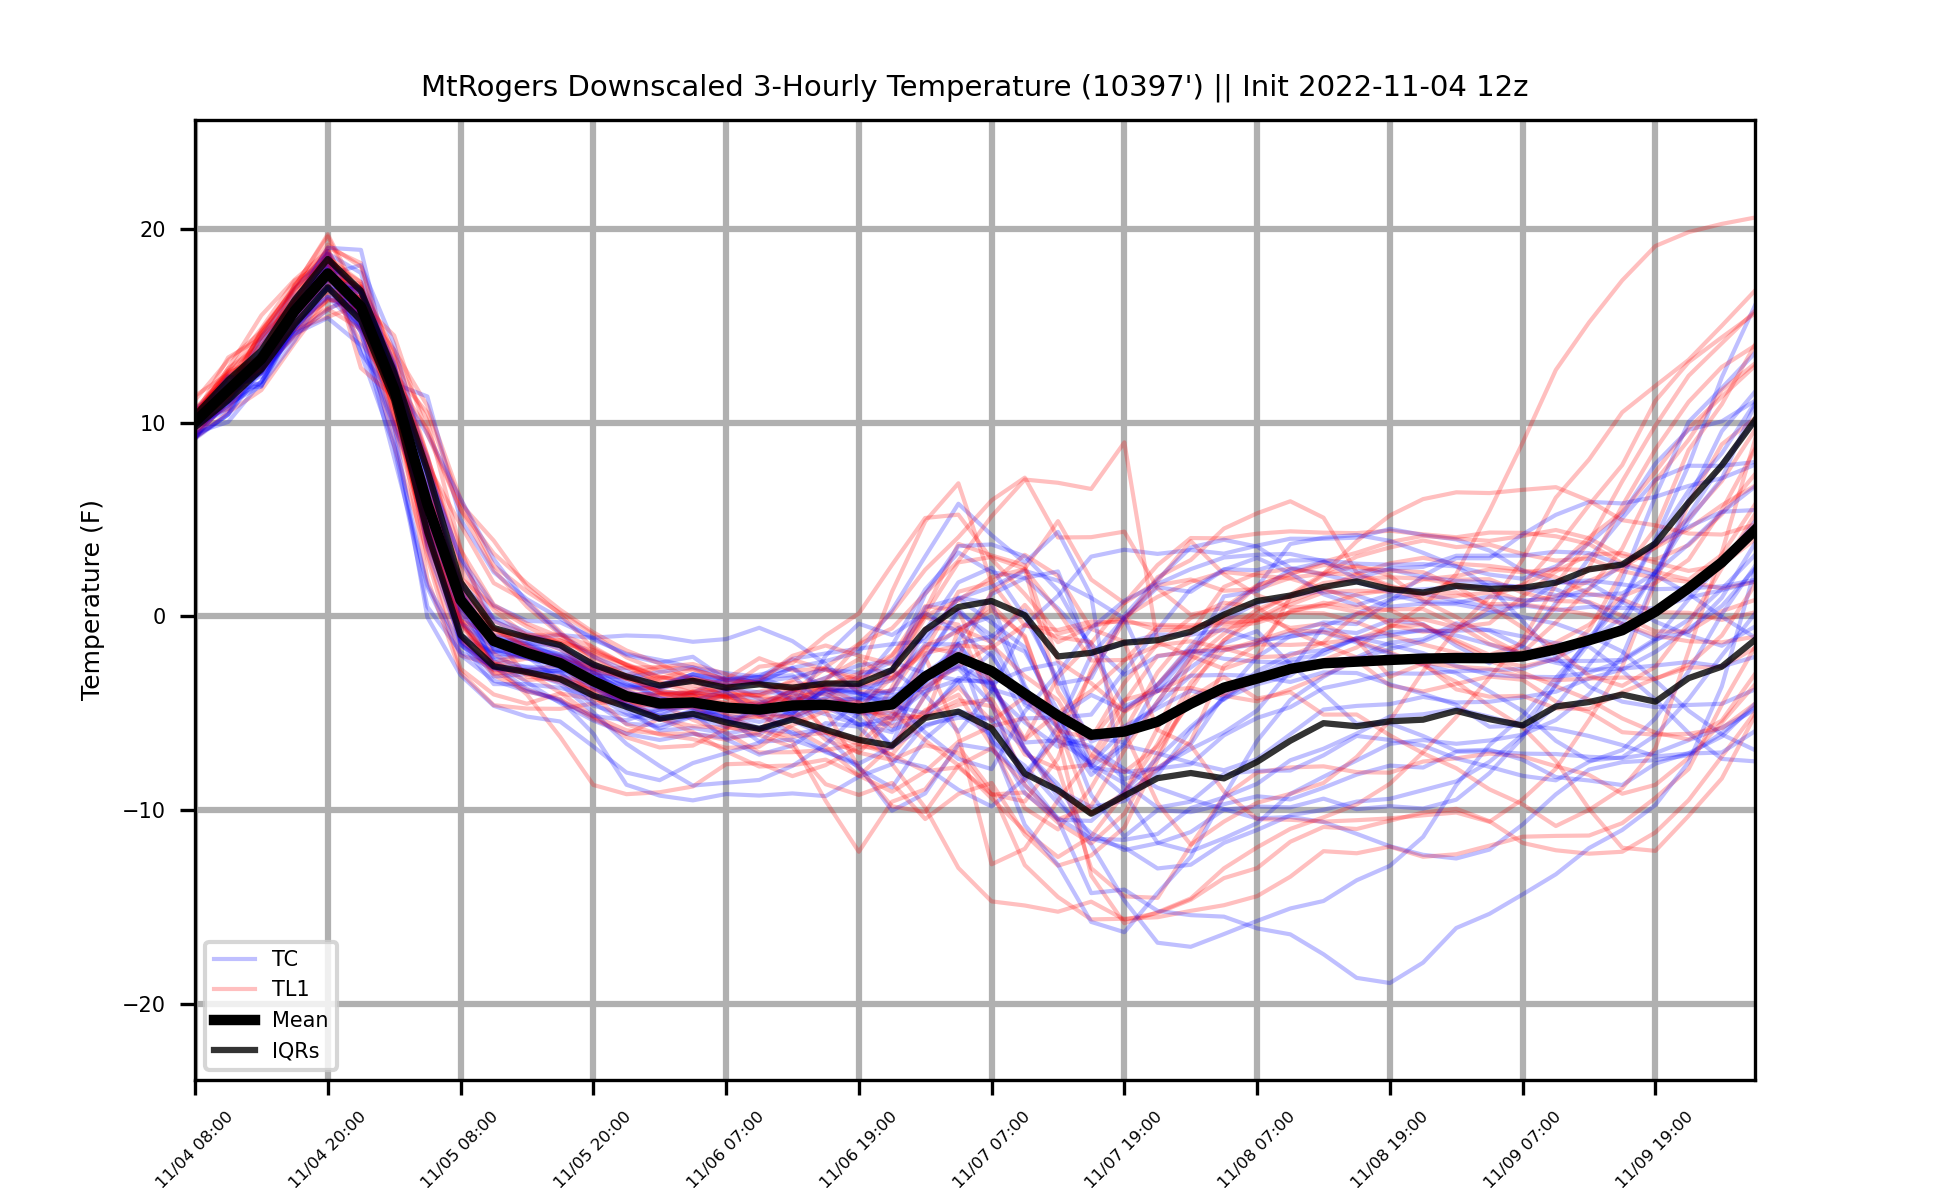 MtRogers Downscaled 3-Hourly Temperature (10397') || Init 2022-11-04 12z
Temperature (F)
20
10
0
−10
−20
TC
TL1
Mean
IQRs
11/04 08:00
11/04 20:00
11/05 08:00
11/05 20:00
11/06 07:00
11/06 19:00
11/07 07:00
11/07 19:00
11/08 07:00
11/08 19:00
11/09 07:00
11/09 19:00